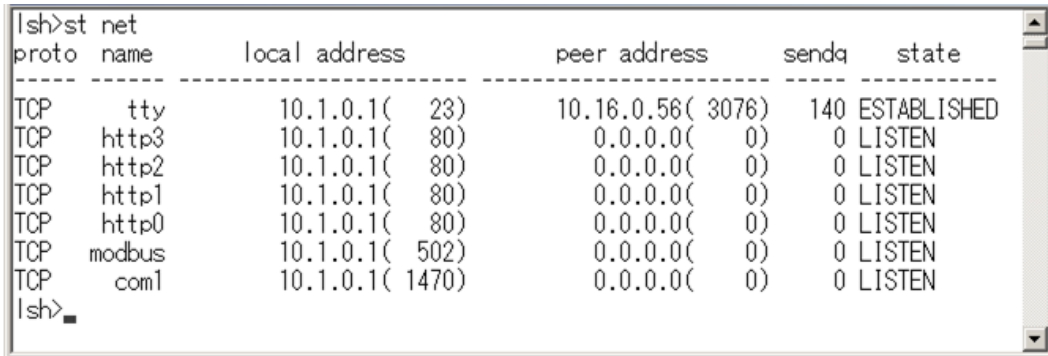 lsh>st net
proto  name       local address            peer address       sendq    state
----- ------ ----------------------- ----------------------- ----- -----------
TCP      tty         10.1.0.1(   23)       10.16.0.56( 3076)   140 ESTABLISHED
TCP    http3         10.1.0.1(   80)          0.0.0.0(    0)     0 LISTEN
TCP    http2         10.1.0.1(   80)          0.0.0.0(    0)     0 LISTEN
TCP    http1         10.1.0.1(   80)          0.0.0.0(    0)     0 LISTEN
TCP    http0         10.1.0.1(   80)          0.0.0.0(    0)     0 LISTEN
TCP   modbus         10.1.0.1(  502)          0.0.0.0(    0)     0 LISTEN
TCP     com1         10.1.0.1( 1470)          0.0.0.0(    0)     0 LISTEN
lsh>